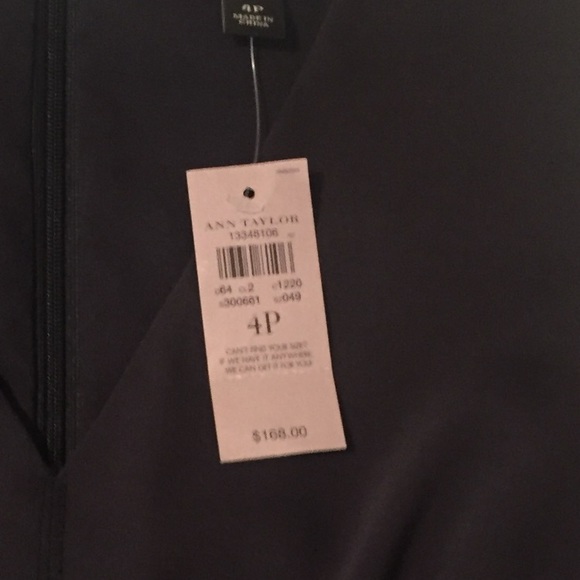 4P
MADE IN
CHINA
ANN TAYLOR
13348106
D64 CL2 C1220
S300661 SZ049
4P
CAN'T FIND YOUR SIZE?
IF WE HAVE IT ANYWHERE,
WE CAN GET IT FOR YOU!
$168.00